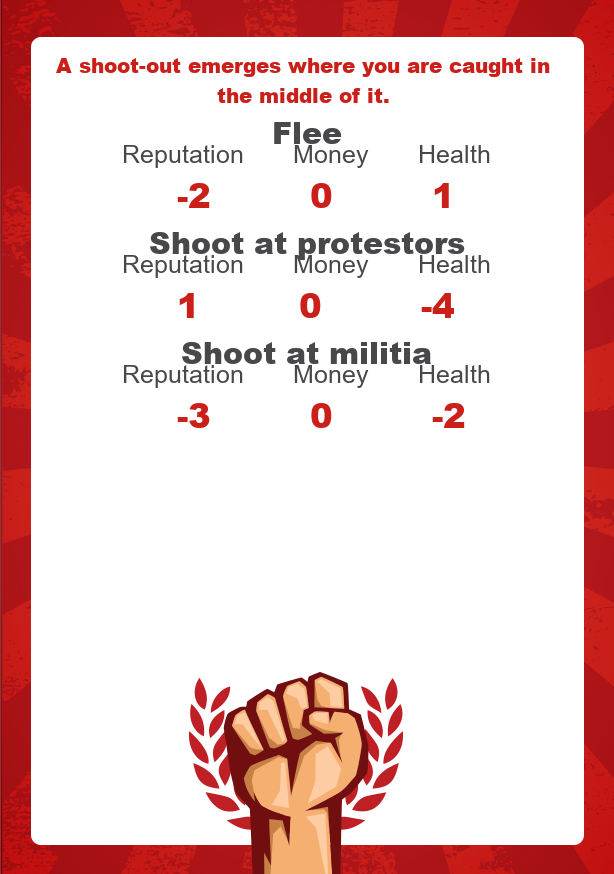 A shoot-out emerges where you are caught in
the middle of it.
Flee
Reputation Money Health
-2 0 1
Shoot at protestors
Reputation Money Health
1 0 -4
Shoot at militia
Reputation Money Health
-3 0 -2